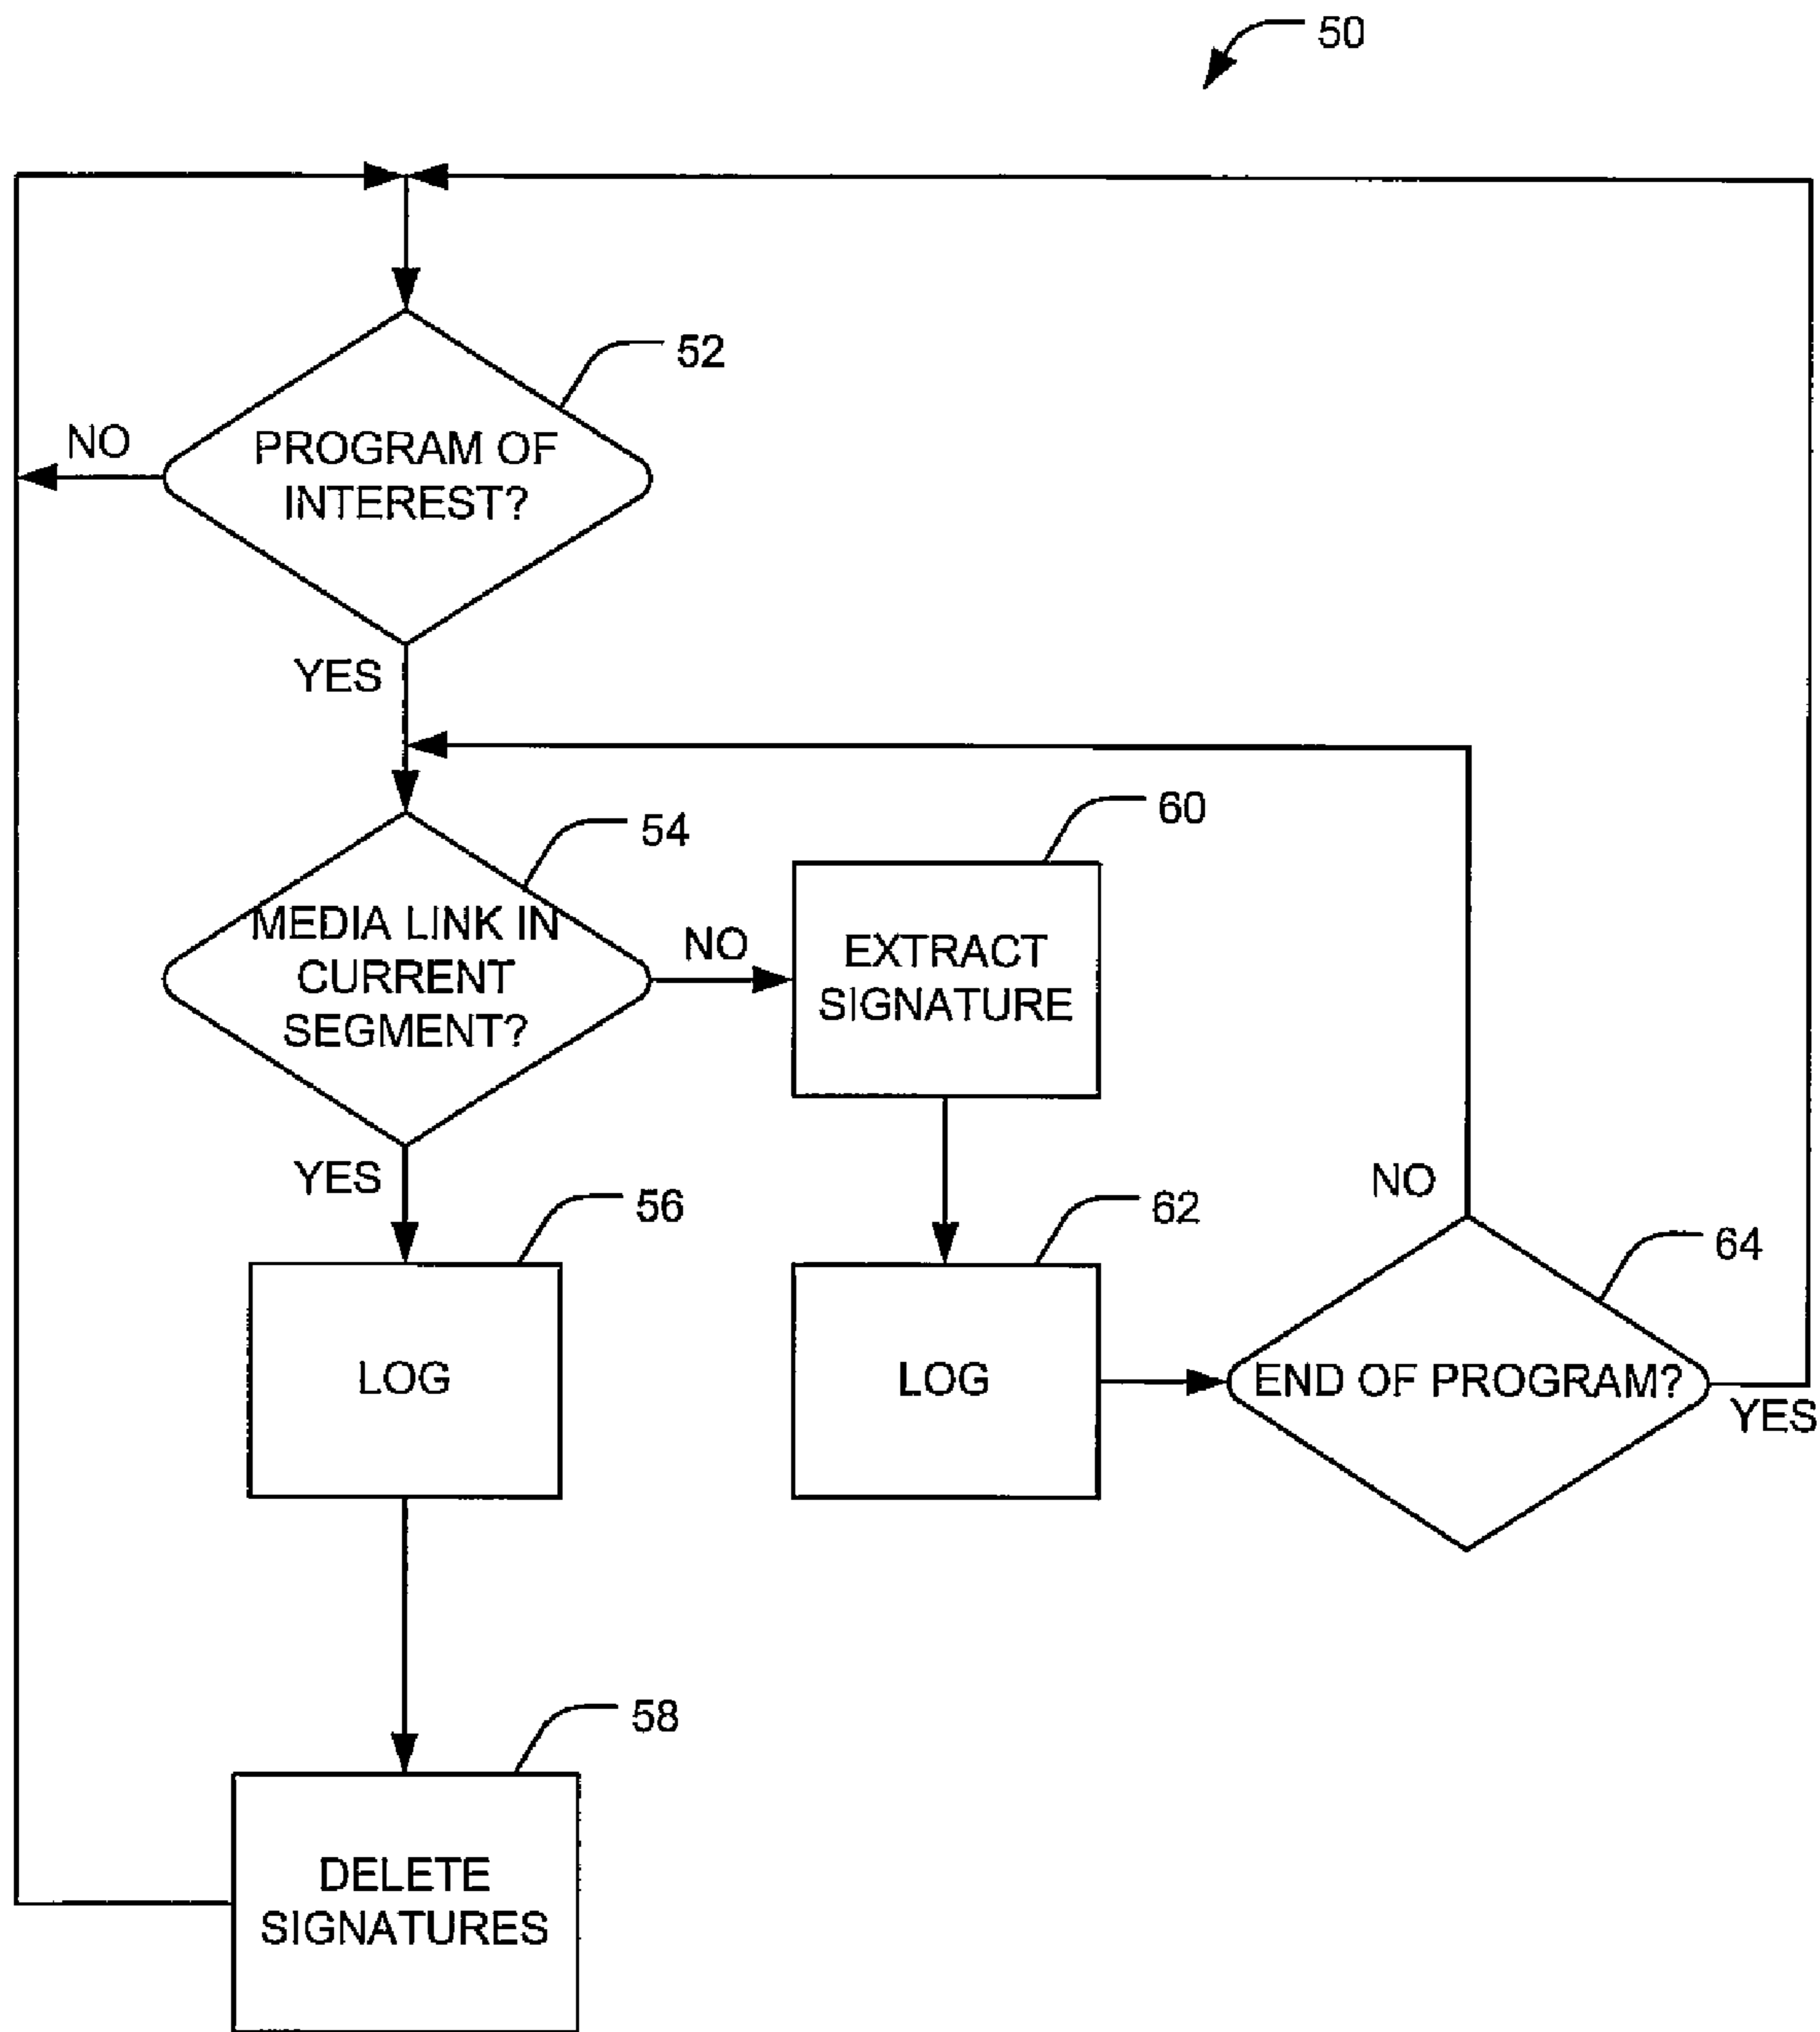 50
52
NO
PROGRAM OF
INTEREST?
YES
54
60
MEDIA LINK IN
CURRENT
SEGMENT?
NO
EXTRACT
SIGNATURE
YES
NO
56
62
64
LOG
LOG
END OF PROGRAM?
YES
58
DELETE
SIGNATURES